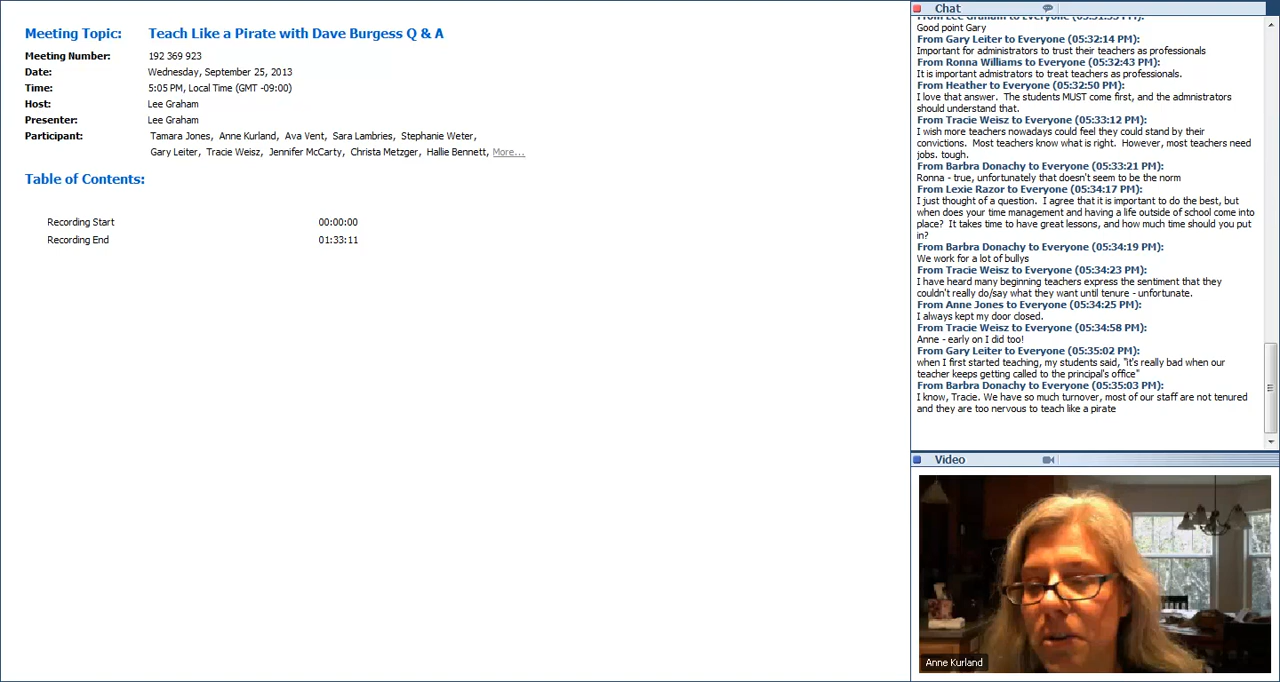 Meeting Topic: Teach Like a Pirate with Dave Burgess Q & A
Meeting Number: 192 369 923
Date: Wednesday, September 25, 2013
Time: 5:05 PM, Local Time (GMT -09:00)
Host: Lee Graham
Presenter: Lee Graham
Participant: Tamara Jones, Anne Kurland, Ava Vent, Sara Lambries, Stephanie Weter,
Gary Leiter, Tracie Weisz, Jennifer McCarty, Christa Metzger, Hallie Bennett, More...
Table of Contents:
Recording Start 00:00:00
Recording End 01:33:11
Chat
From Lee Graham to Everyone
Good point Gary
From Gary Leiter to Everyone (05:32:14 PM):
Important for administrators to trust their teachers as professionals
From Ronna Williams to Everyone (05:32:43 PM):
It is important admistrators to treat teachers as professionals.
From Heather to Everyone (05:32:50 PM):
I love that answer. The students MUST come first, and the admnistrators
should understand that.
From Tracie Weisz to Everyone (05:33:12 PM):
I wish more teachers nowadays could feel they could stand by their
convictions. Most teachers know what is right. However, most teachers need
jobs. tough.
From Barbra Donachy to Everyone (05:33:21 PM):
Ronna - true, unfortunately that doesn't seem to be the norm
From Lexie Razor to Everyone (05:34:17 PM):
I just thought of a question. I agree that it is important to do the best, but
when does your time management and having a life outside of school come into
place? It takes time to have great lessons, and how much time should you put
in?
From Barbra Donachy to Everyone (05:34:19 PM):
We work for a lot of bullys
From Tracie Weisz to Everyone (05:34:23 PM):
I have heard many beginning teachers express the sentiment that they
couldn't really do/say what they want until tenure - unfortunate.
From Anne Jones to Everyone (05:34:25 PM):
I always kept my door closed.
From Tracie Weisz to Everyone (05:34:58 PM):
Anne - early on I did too!
From Gary Leiter to Everyone (05:35:02 PM):
when I first started teaching, my students said, "it's really bad when our
teacher keeps getting called to the principal's office"
From Barbra Donachy to Everyone (05:35:03 PM):
I know, Tracie. We have so much turnover, most of our staff are not tenured
and they are too nervous to teach like a pirate
Video
Anne Kurland